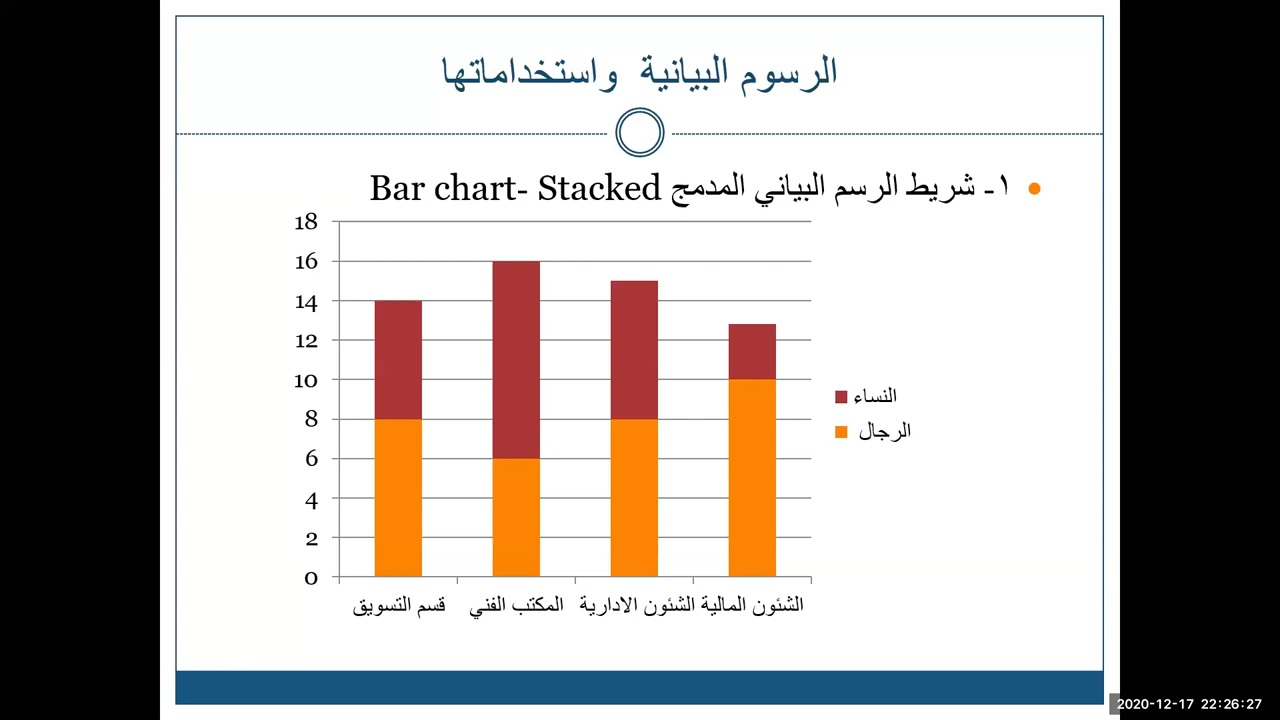 الرسوم البيانية واستخداماتها
١- شريط الرسم البياني المدمج Bar chart- Stacked
18
16
14
12
10
8
6
4
2
0
النساء
الرجال
قسم التسويق
المكتب الفني
الشئون الادارية
الشئون المالية
2020-12-17 22:26:27